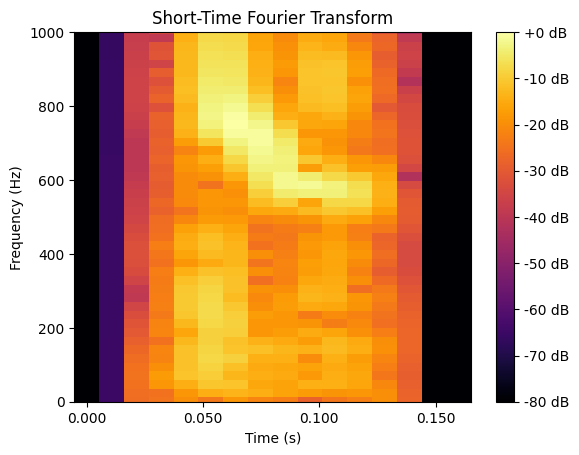 Short-Time Fourier Transform
1000
800
600
400
200
0
Frequency (Hz)
0.000
0.050
0.100
0.150
Time (s)
+0 dB
-10 dB
-20 dB
-30 dB
-40 dB
-50 dB
-60 dB
-70 dB
-80 dB